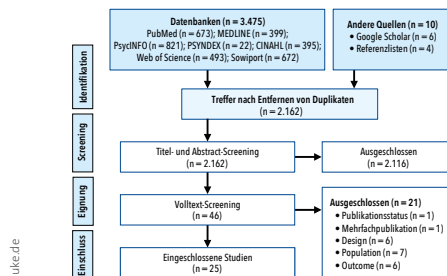 Datenbanken (n = 3.475)
PubMed (n = 673); MEDLINE (n = 399);
PsycINFO (n = 821); PSYNDEX (n = 22); CINAHL (n = 395);
Web of Science (n = 493); Sowiport (n = 672)
Andere Quellen (n = 10)
• Google Scholar (n = 6)
• Referenzlisten (n = 4)
Identifikation
Treffer nach Entfernen von Duplikaten
(n = 2.162)
Screening
Titel- und Abstract-Screening
(n = 2.162)
Ausgeschlossen
(n = 2.116)
Eignung
Volltext-Screening
(n = 46)
Ausgeschlossen (n = 21)
• Publikationsstatus (n = 1)
• Mehrfachpublikation (n = 1)
• Design (n = 6)
• Population (n = 7)
• Outcome (n = 6)
Einschluss
Eingeschlossene Studien
(n = 25)
uke.de